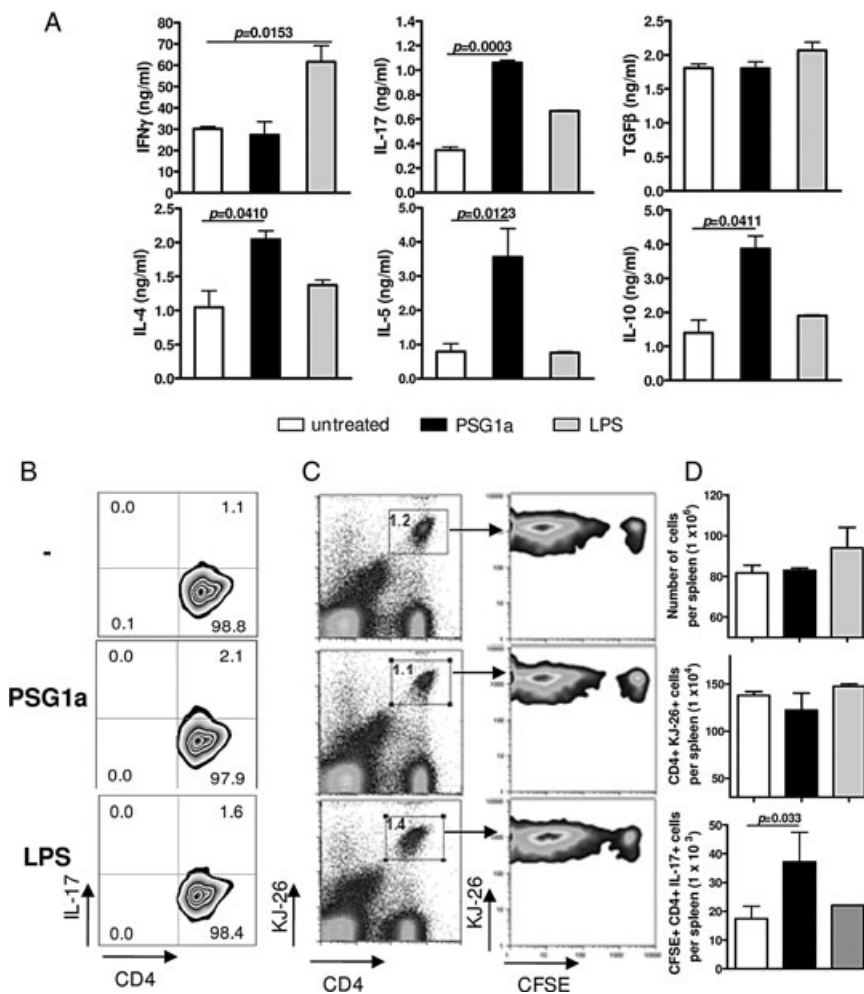 A
p=0.0153
80
70
60
50
40
30
20
10
0
IFNγ (ng/ml)
p=0.0003
1.4
1.2
1.0
0.8
0.6
0.4
0.2
0.0
IL-17 (ng/ml)
2.5
2.0
1.5
1.0
0.5
0.0
TGFβ (ng/ml)
p=0.0410
2.5
2.0
1.5
1.0
0.5
0.0
IL-4 (ng/ml)
p=0.0123
5.0
4.0
3.0
2.0
1.0
0.0
IL-5 (ng/ml)
p=0.0411
4.0
3.0
2.0
1.0
0.0
IL-10 (ng/ml)
untreated PSG1a LPS
B
-
0.0 1.1
0.1 98.8
PSG1a
0.0 2.1
0.0 97.9
LPS
0.0 1.6
0.0 98.4
IL-17
CD4
C
1.2
1.1
1.4
KJ-26
CD4
KJ-26
CFSE
D
120
100
80
60
Number of cells
per spleen (1 x10⁶)
150
100
50
CD4+ KJ-26+ cells
per spleen (1 x10⁴)
p=0.033
50
40
30
20
10
0
CFSE+ CD4+ IL-17+ cells
per spleen (1 x10³)